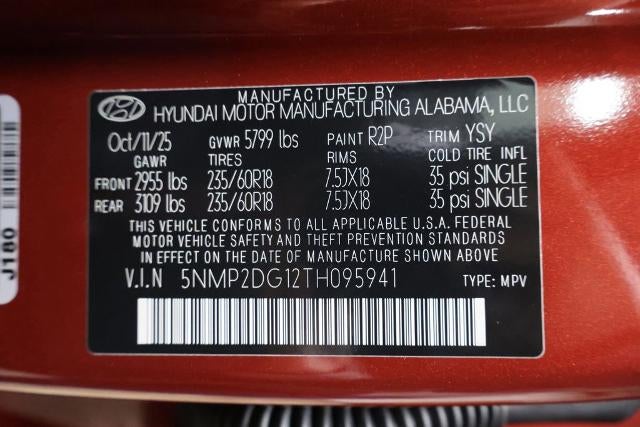 MANUFACTURED BY
HYUNDAI MOTOR MANUFACTURING ALABAMA, LLC
Oct/11/25 GVWR 5799 lbs PAINT R2P TRIM YSY
GAWR TIRES RIMS COLD TIRE INFL
FRONT 2955 lbs 235/60R18 7.5JX18 35 psi SINGLE
REAR 3109 lbs 235/60R18 7.5JX18 35 psi SINGLE
THIS VEHICLE CONFORMS TO ALL APPLICABLE U.S.A. FEDERAL
MOTOR VEHICLE SAFETY AND THEFT PREVENTION STANDARDS
IN EFFECT ON THE DATE OF MANUFACTURE SHOWN ABOVE
V.I.N 5NMP2DG12TH095941 TYPE: MPV
J180